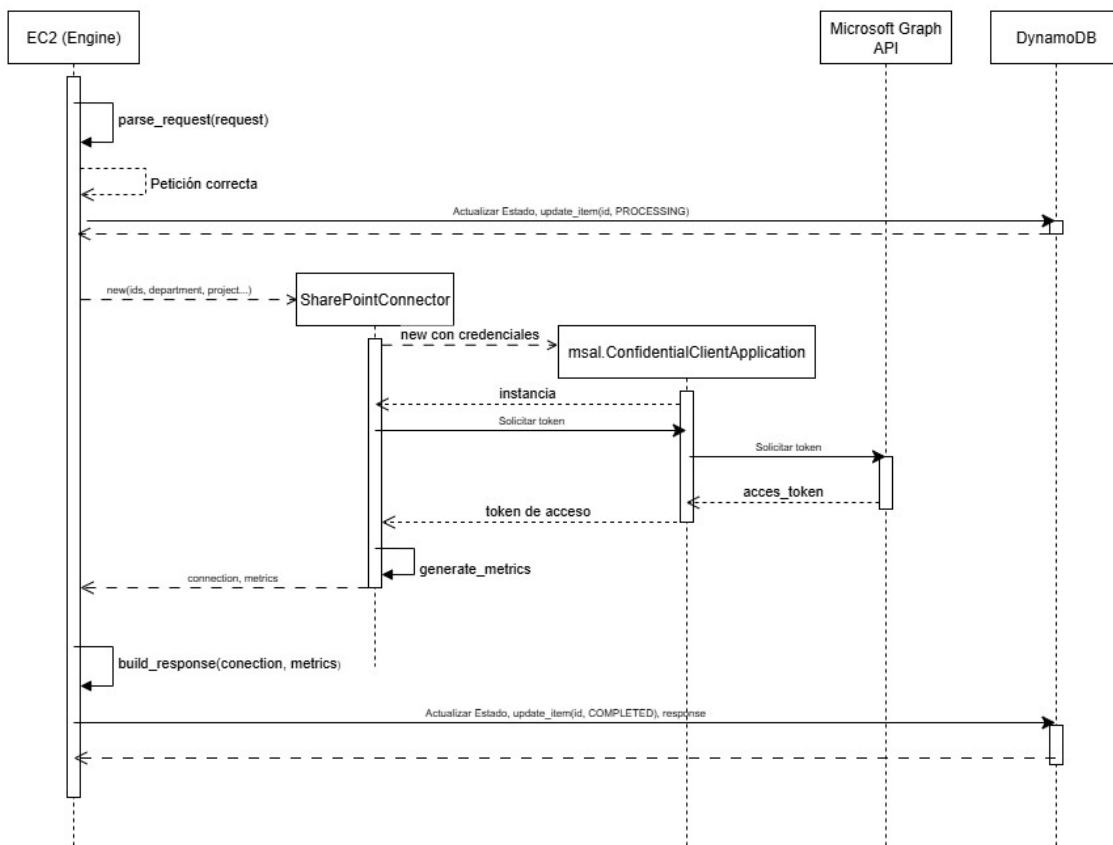 EC2 (Engine)
Microsoft Graph
API
DynamoDB
parse_request(request)
Petición correcta
Actualizar Estado, update_item(id, PROCESSING)
new(ids, department, project...)
SharePointConnector
new con credenciales
msal.ConfidentialClientApplication
instancia
Solicitar token
Solicitar token
acces_token
token de acceso
generate_metrics
connection, metrics
build_response(conection, metrics)
Actualizar Estado, update_item(id, COMPLETED), response